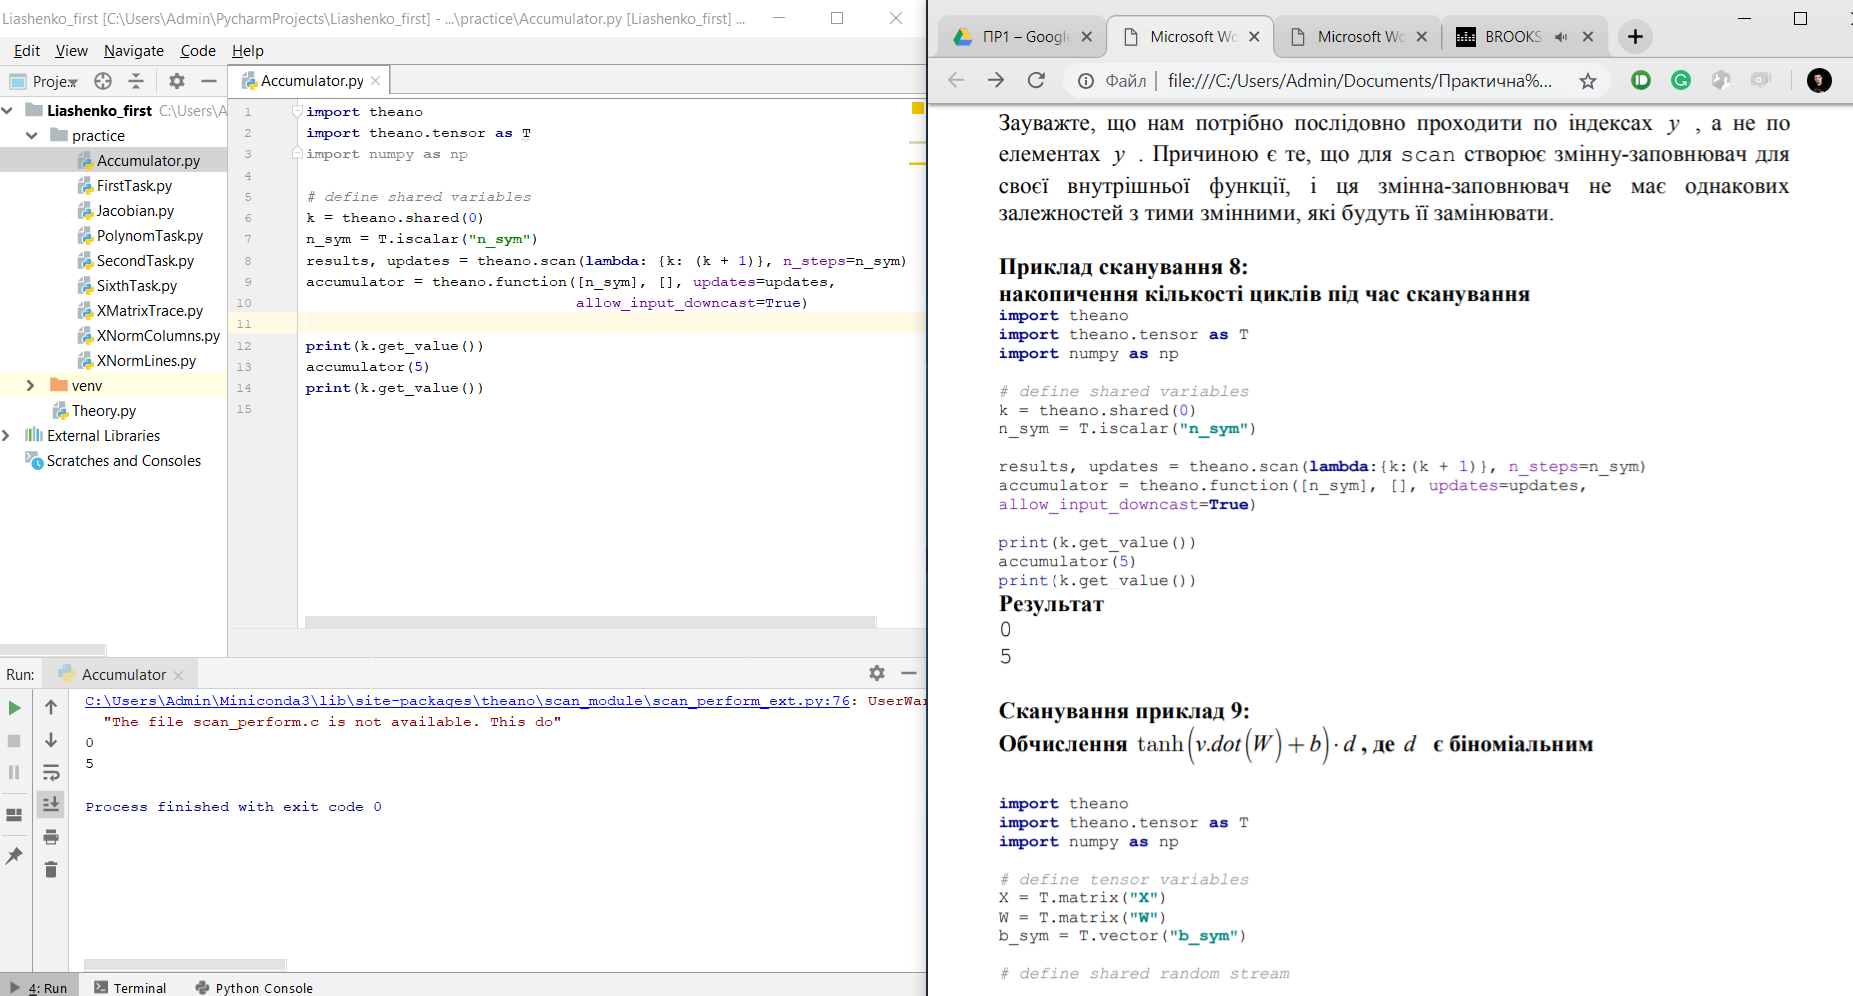 Liashenko_first [C:\Users\Admin\PycharmProjects\Liashenko_first] - ...\practice\Accumulator.py [Liashenko_first] ...
Edit View Navigate Code Help
Proje
Accumulator.py
Liashenko_first C:\Users\A
practice
Accumulator.py
FirstTask.py
Jacobian.py
PolynomTask.py
SecondTask.py
SixthTask.py
XMatrixTrace.py
XNormColumns.py
XNormLines.py
venv
Theory.py
External Libraries
Scratches and Consoles
1 import theano
2 import theano.tensor as T
3 import numpy as np
4
5 # define shared variables
6 k = theano.shared(0)
7 n_sym = T.iscalar("n_sym")
8 results, updates = theano.scan(lambda: {k: (k + 1)}, n_steps=n_sym)
9 accumulator = theano.function([n_sym], [], updates=updates,
10 allow_input_downcast=True)
11
12 print(k.get_value())
13 accumulator(5)
14 print(k.get_value())
15
Run: Accumulator
C:\Users\Admin\Miniconda3\lib\site-packages\theano\scan_module\scan_perform_ext.py:76: UserWar
"The file scan_perform.c is not available. This do"
0
5
Process finished with exit code 0
4: Run Terminal Python Console
ПР1 – Googl Microsoft Wo Microsoft Wo BROOKS
Файл file:///C:/Users/Admin/Documents/Практична%...
Зауважте, що нам потрібно послідовно проходити по індексах y , а не по
елементах y . Причиною є те, що для scan створює змінну-заповнювач для
своєї внутрішньої функції, і ця змінна-заповнювач не має однакових
залежностей з тими змінними, які будуть її замінювати.
Приклад сканування 8:
накопичення кількості циклів під час сканування
import theano
import theano.tensor as T
import numpy as np
# define shared variables
k = theano.shared(0)
n_sym = T.iscalar("n_sym")
results, updates = theano.scan(lambda:{k:(k + 1)}, n_steps=n_sym)
accumulator = theano.function([n_sym], [], updates=updates,
allow_input_downcast=True)
print(k.get_value())
accumulator(5)
print(k.get_value())
Результат
0
5
Сканування приклад 9:
Обчислення tanh(v.dot(W)+b)·d , де d є біноміальним
import theano
import theano.tensor as T
import numpy as np
# define tensor variables
X = T.matrix("X")
W = T.matrix("W")
b_sym = T.vector("b_sym")
# define shared random stream